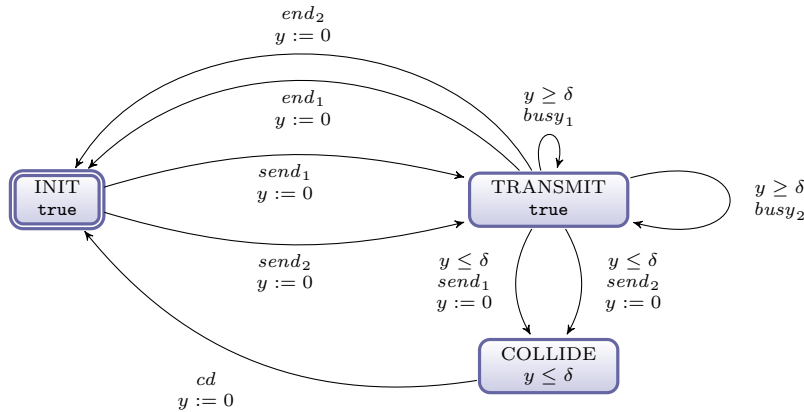 end₂
y := 0
end₁
y := 0
y ≥ δ
busy₁
INIT
true
send₁
y := 0
TRANSMIT
true
y ≥ δ
busy₂
send₂
y := 0
y ≤ δ
send₁
y := 0
y ≤ δ
send₂
y := 0
COLLIDE
y ≤ δ
cd
y := 0